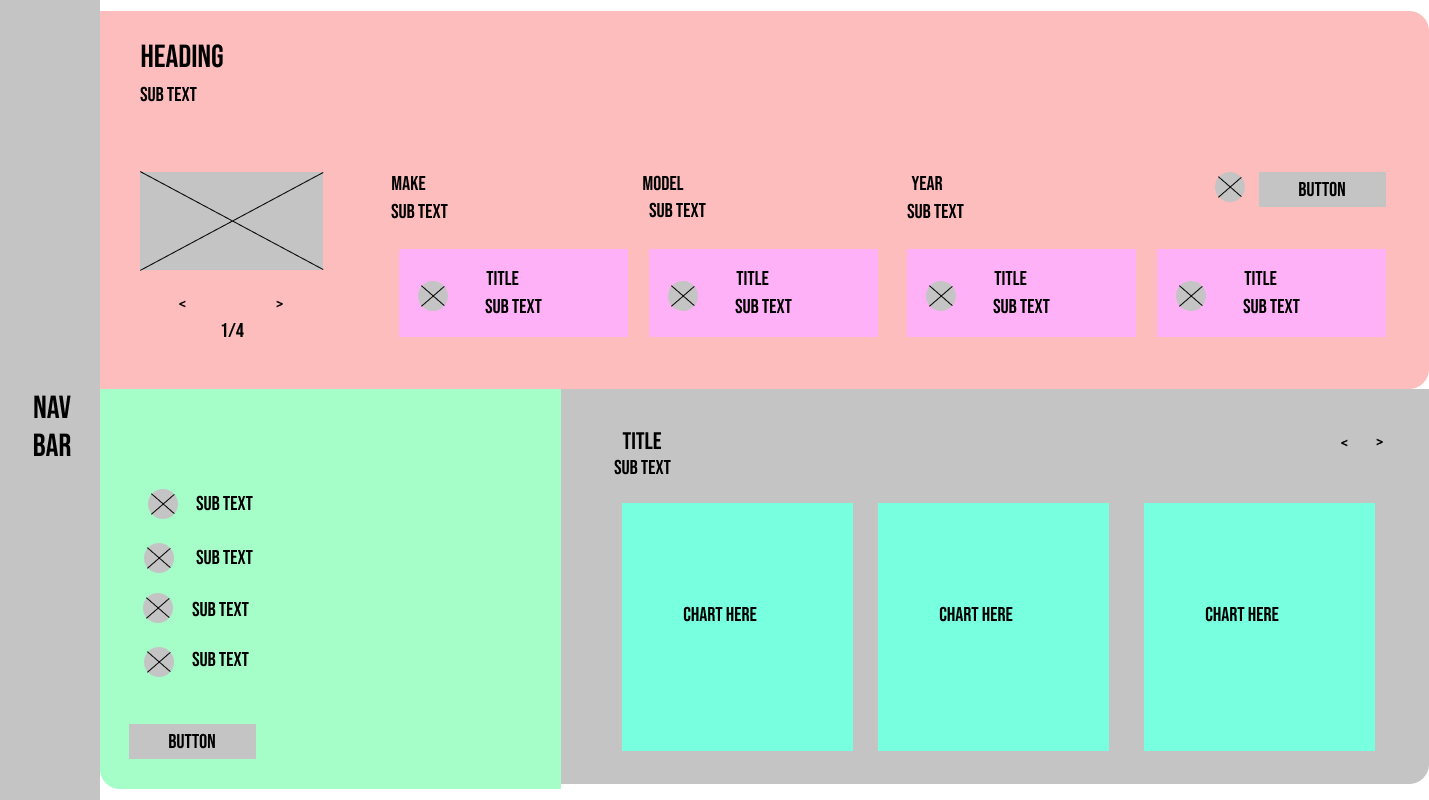 HEADING
SUB TEXT
MAKE
SUB TEXT
MODEL
SUB TEXT
YEAR
SUB TEXT
BUTTON
< >
1/4
TITLE
SUB TEXT
TITLE
SUB TEXT
TITLE
SUB TEXT
TITLE
SUB TEXT
NAV
BAR
SUB TEXT
SUB TEXT
SUB TEXT
SUB TEXT
BUTTON
TITLE
SUB TEXT
< >
CHART HERE
CHART HERE
CHART HERE